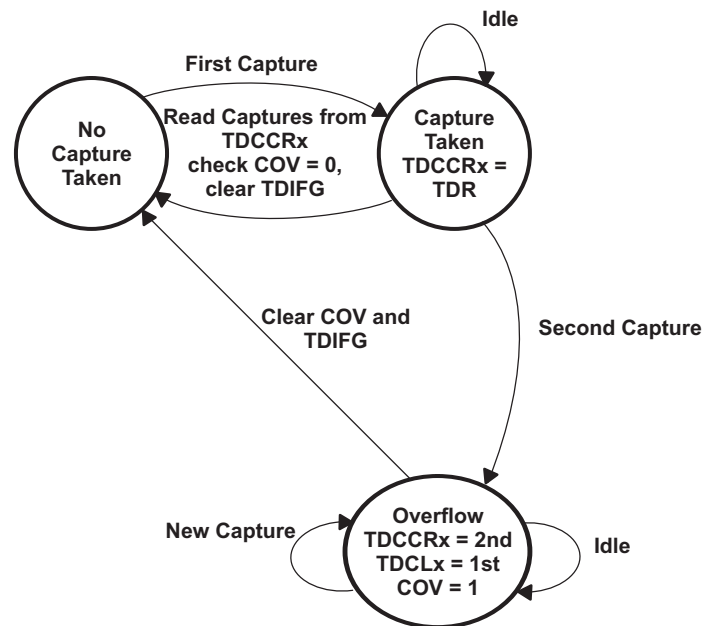 Idle
First Capture
No
Capture
Taken
Read Captures from
TDCCRx
check COV = 0,
clear TDIFG
Capture
Taken
TDCCRx =
TDR
Clear COV and
TDIFG
Second Capture
New Capture
Overflow
TDCCRx = 2nd
TDCLx = 1st
COV = 1
Idle